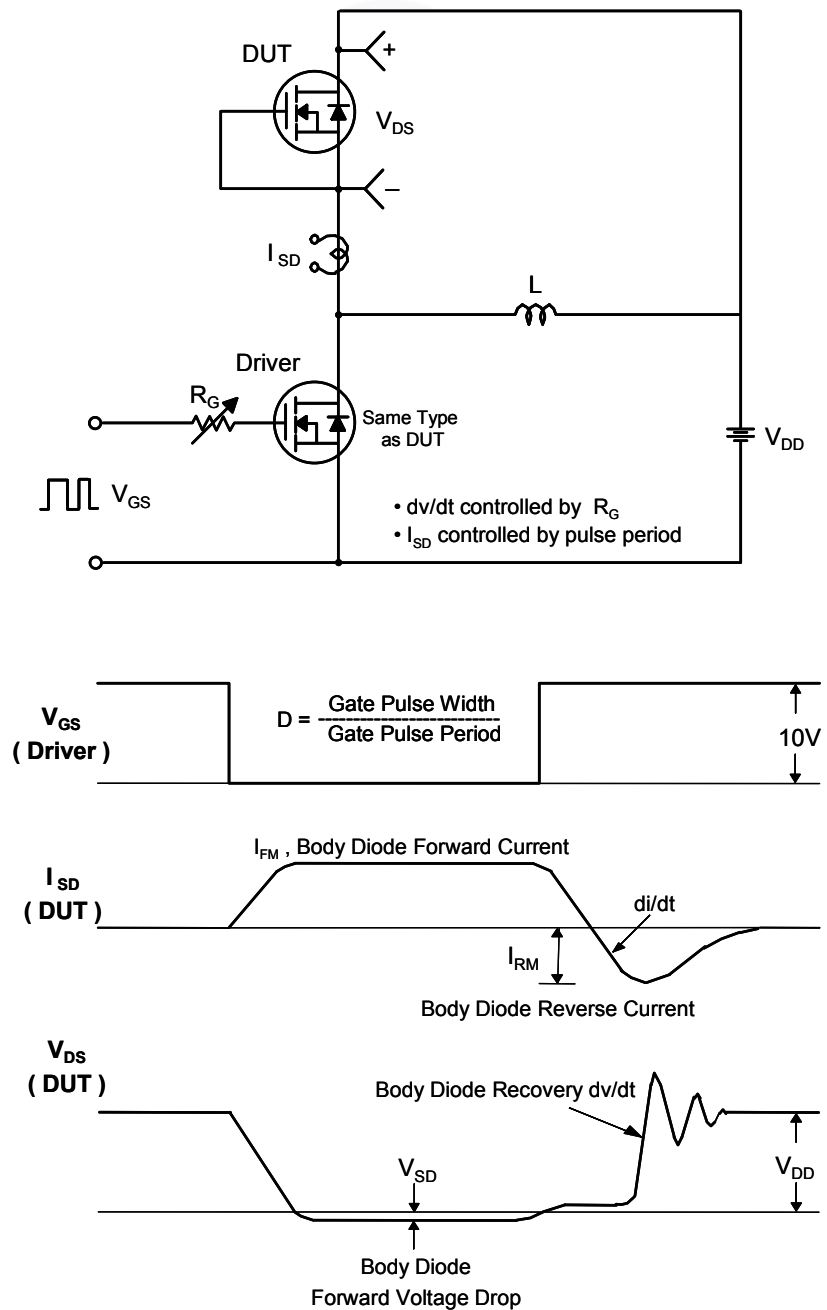 DUT
+
V_DS
–
I_SD
L
Driver
R_G
Same Type
as DUT
V_DD
V_GS
• dv/dt controlled by R_G
• I_SD controlled by pulse period
V_GS
( Driver )
D = Gate Pulse Width
Gate Pulse Period
10V
I_FM , Body Diode Forward Current
I_SD
( DUT )
di/dt
I_RM
Body Diode Reverse Current
V_DS
( DUT )
Body Diode Recovery dv/dt
V_SD
V_DD
Body Diode
Forward Voltage Drop